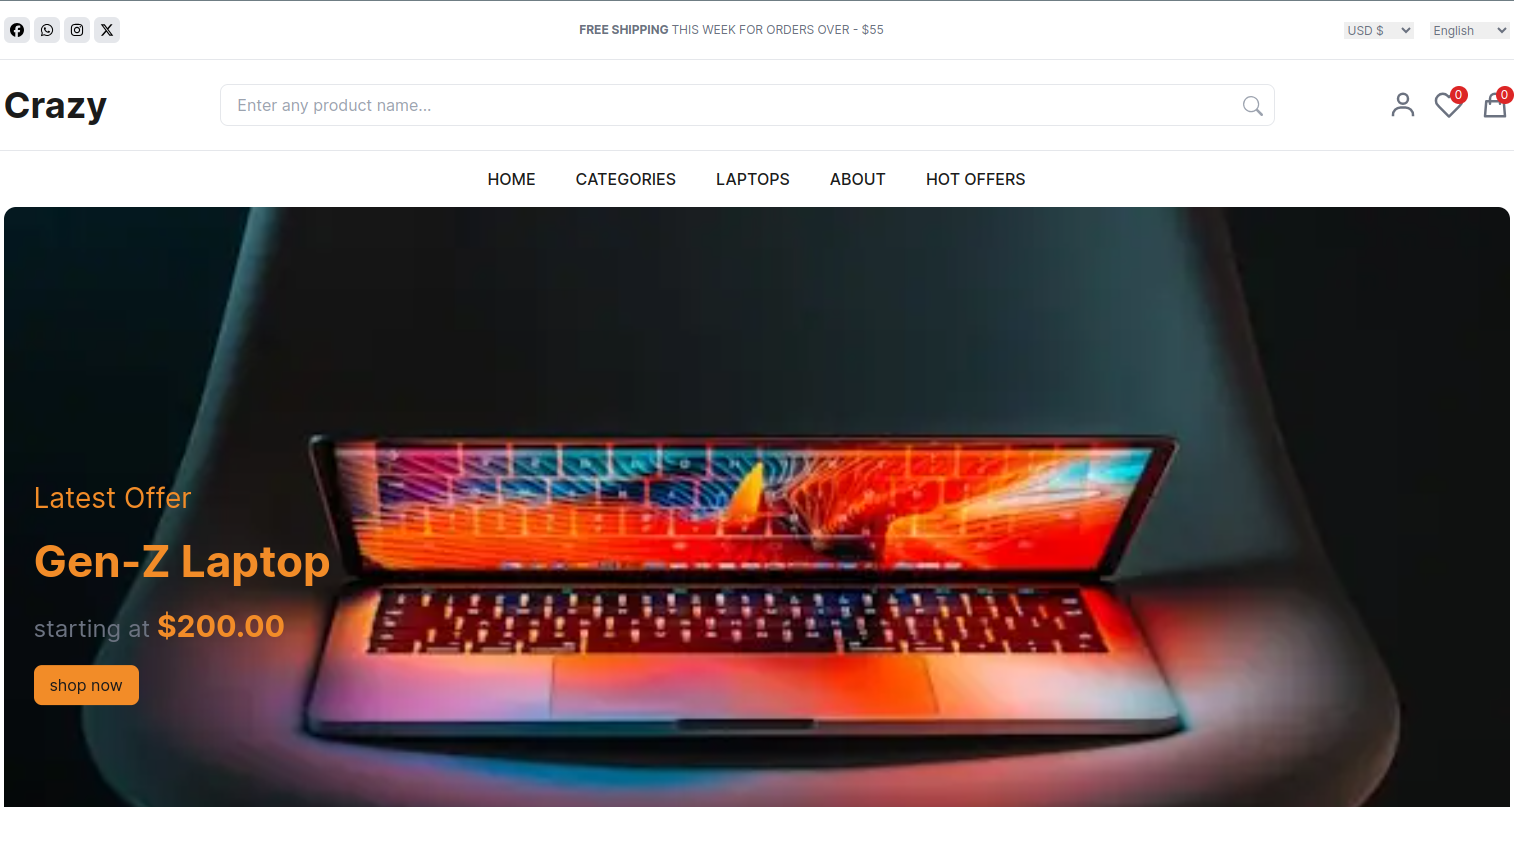 FREE SHIPPING THIS WEEK FOR ORDERS OVER - $55
USD $
English
Crazy
Enter any product name...
0
0
HOME
CATEGORIES
LAPTOPS
ABOUT
HOT OFFERS
Latest Offer
Gen-Z Laptop
starting at $200.00
shop now